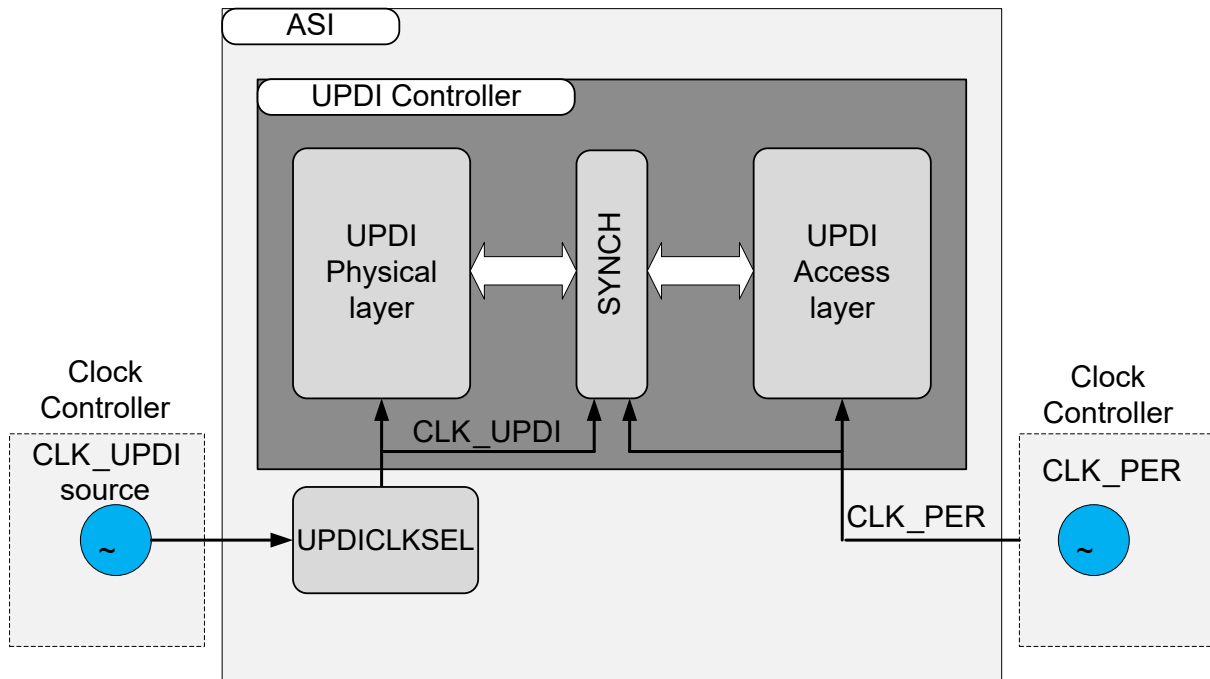 ASI
UPDI Controller
UPDI
Physical
layer
SYNCH
UPDI
Access
layer
Clock
Controller
CLK_UPDI
source
~
CLK_UPDI
UPDICLKSEL
CLK_PER
Clock
Controller
CLK_PER
~